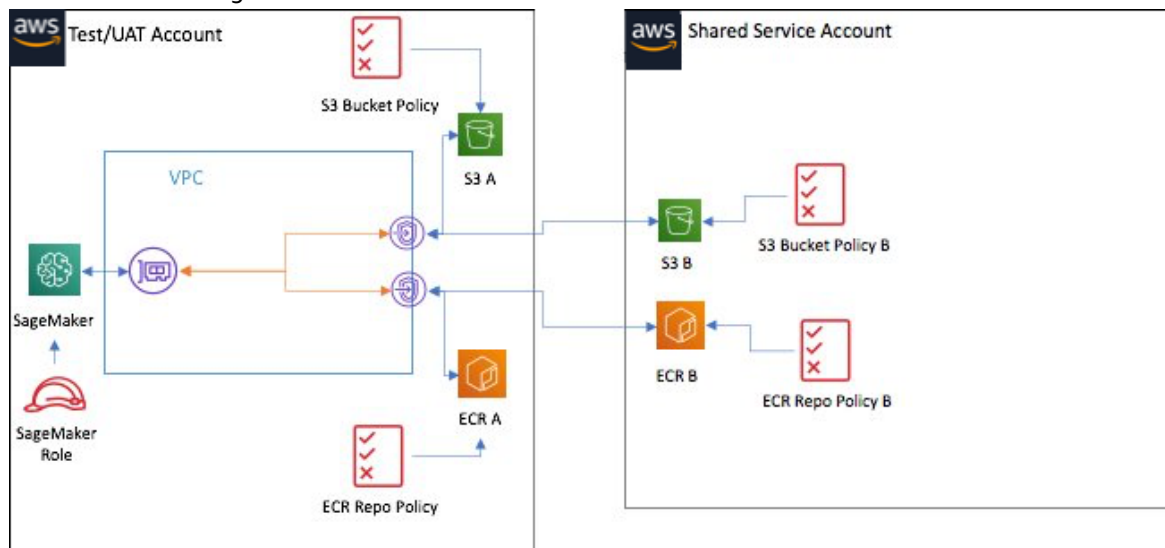 aws
Test/UAT Account
S3 Bucket Policy
S3 A
VPC
SageMaker
SageMaker
Role
ECR A
ECR Repo Policy
aws
Shared Service Account
S3 B
S3 Bucket Policy B
ECR B
ECR Repo Policy B